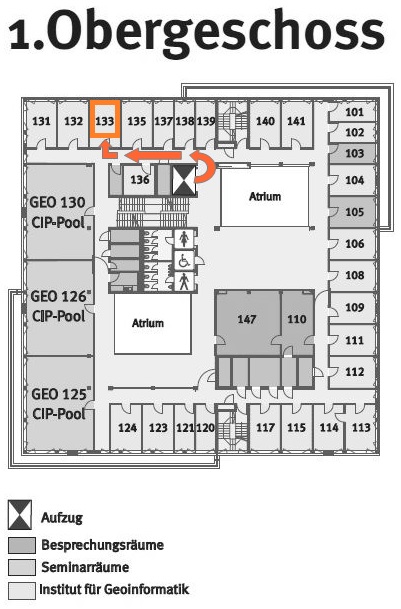 1.Obergeschoss
131 132 133 135 137 138 139 140 141 101
102
103
136
104
GEO 130
CIP-Pool
Atrium
105
106
GEO 126
CIP-Pool
108
Atrium
147 110
109
111
GEO 125
CIP-Pool
112
124 123 121 120 117 115 114 113
Aufzug
Besprechungsräume
Seminarräume
Institut für Geoinformatik